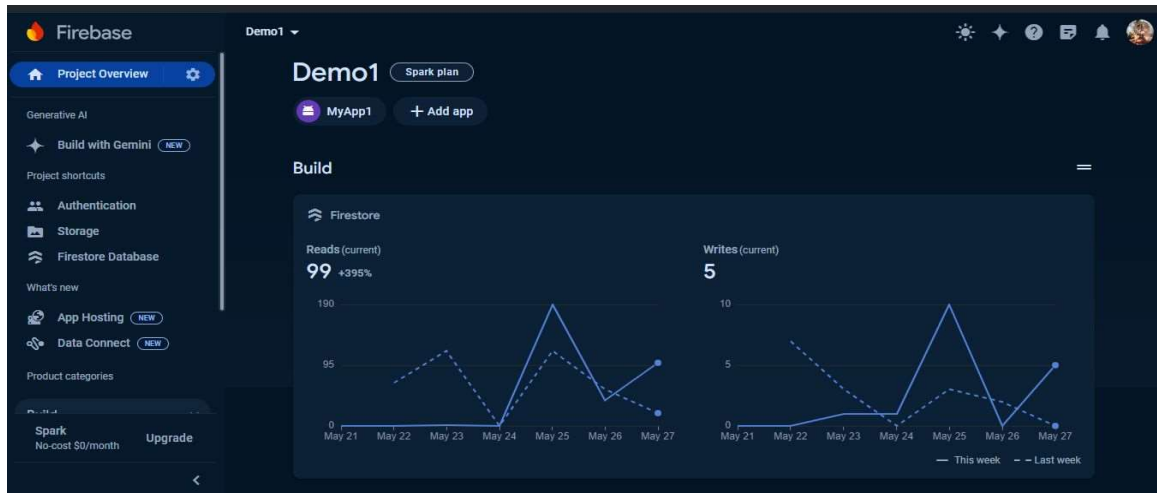 Firebase
Demo1
Project Overview
Generative AI
Build with Gemini NEW
Project shortcuts
Authentication
Storage
Firestore Database
What's new
App Hosting NEW
Data Connect NEW
Product categories
Build
Spark
No-cost $0/month
Upgrade
Demo1 Spark plan
MyApp1 + Add app
Build
Firestore
Reads (current)
99 +395%
190
95
0
May 21 May 22 May 23 May 24 May 25 May 26 May 27
Writes (current)
5
10
5
0
May 21 May 22 May 23 May 24 May 25 May 26 May 27
This week Last week